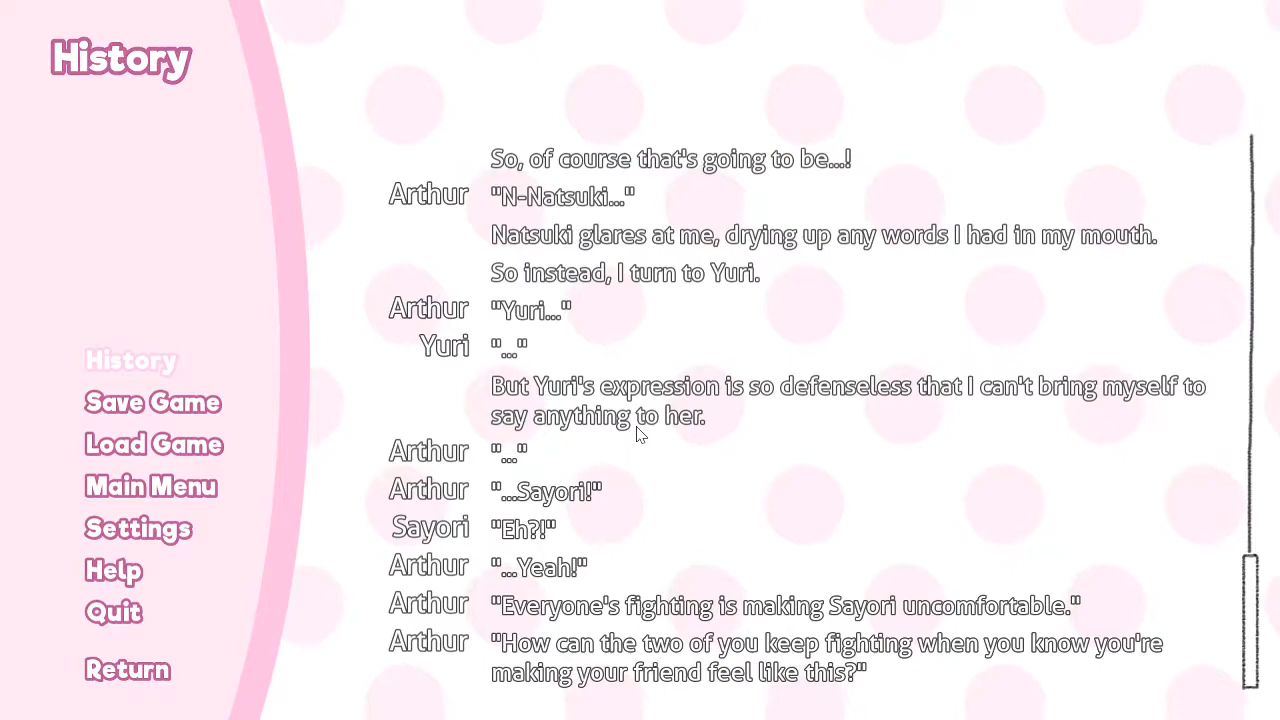 History
So, of course that's going to be...!
Arthur "N-Natsuki..."
Natsuki glares at me, drying up any words I had in my mouth.
So instead, I turn to Yuri.
Arthur "Yuri..."
Yuri "..."
But Yuri's expression is so defenseless that I can't bring myself to
say anything to her.
Arthur "..."
Arthur "...Sayori!"
Sayori "Eh?!"
Arthur "...Yeah!"
Arthur "Everyone's fighting is making Sayori uncomfortable."
Arthur "How can the two of you keep fighting when you know you're
making your friend feel like this?"
History
Save Game
Load Game
Main Menu
Settings
Help
Quit
Return